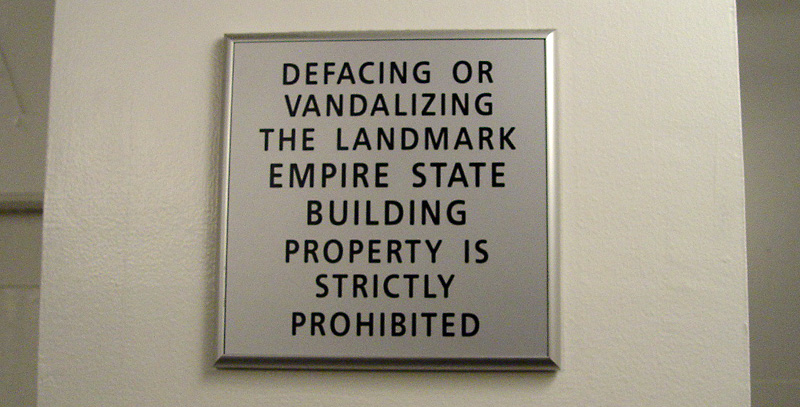 DEFACING OR
VANDALIZING
THE LANDMARK
EMPIRE STATE
BUILDING
PROPERTY IS
STRICTLY
PROHIBITED